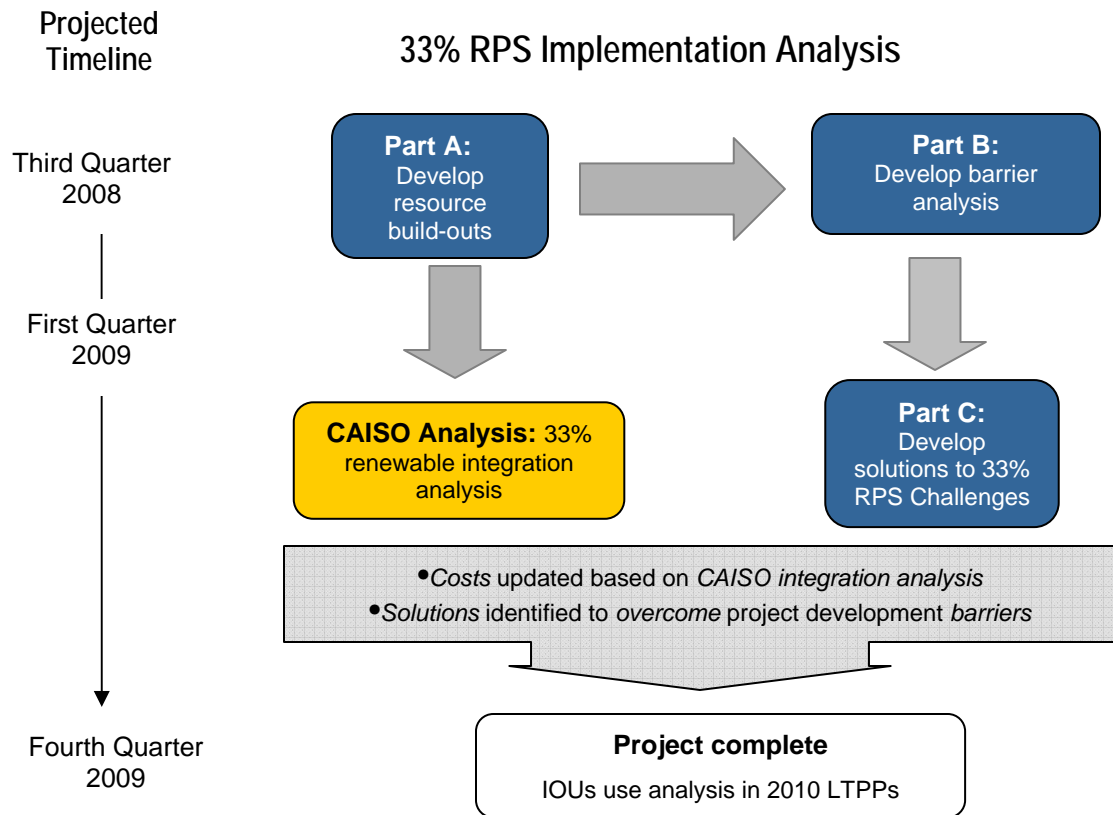 Projected
Timeline
33% RPS Implementation Analysis
Third Quarter
2008
Part A:
Develop
resource
build-outs
Part B:
Develop barrier
analysis
First Quarter
2009
CAISO Analysis: 33%
renewable integration
analysis
Part C:
Develop
solutions to 33%
RPS Challenges
•Costs updated based on CAISO integration analysis
•Solutions identified to overcome project development barriers
Fourth Quarter
2009
Project complete
IOUs use analysis in 2010 LTPPs